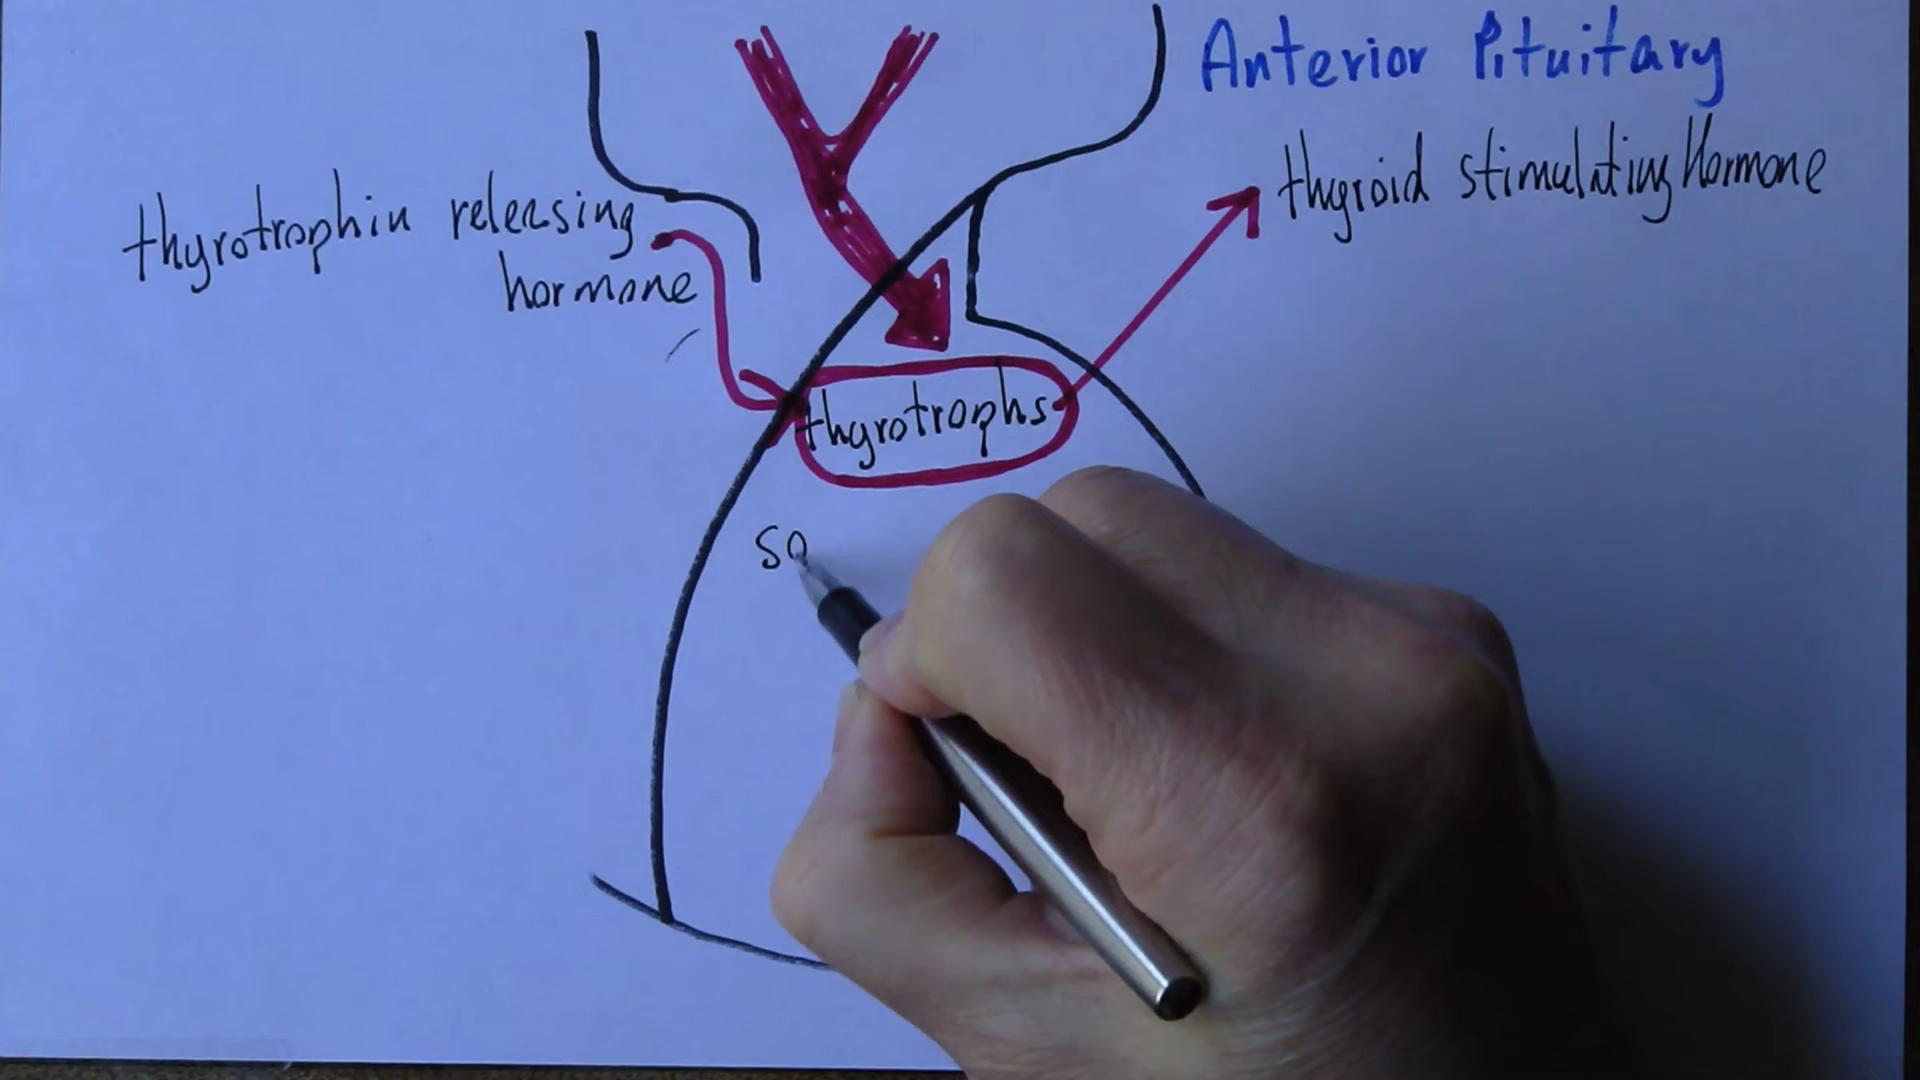 Anterior Pituitary
thyroid stimulating Hormone
thyrotrophin releasing
hormone
thyrotrophs
so